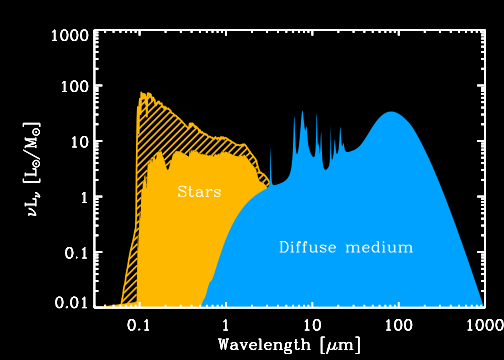 1000
100
10
1
0.1
0.01
νLν [L⊙/M⊙]
Stars
Diffuse medium
0.1 1 10 100 1000
Wavelength [μm]